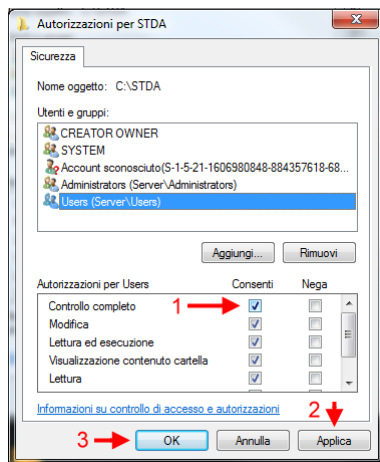 Autorizzazioni per STDA
Sicurezza
Nome oggetto: C:\STDA
Utenti e gruppi:
CREATOR OWNER
SYSTEM
Account sconosciuto(S-1-5-21-1606980848-884357618-68...
Administrators (Server\Administrators)
Users (Server\Users)
Aggiungi... Rimuovi
Autorizzazioni per Users Consenti Nega
Controllo completo 1
Modifica
Lettura ed esecuzione
Visualizzazione contenuto cartella
Lettura
Informazioni su controllo di accesso e autorizzazioni
2
3 OK Annulla Applica